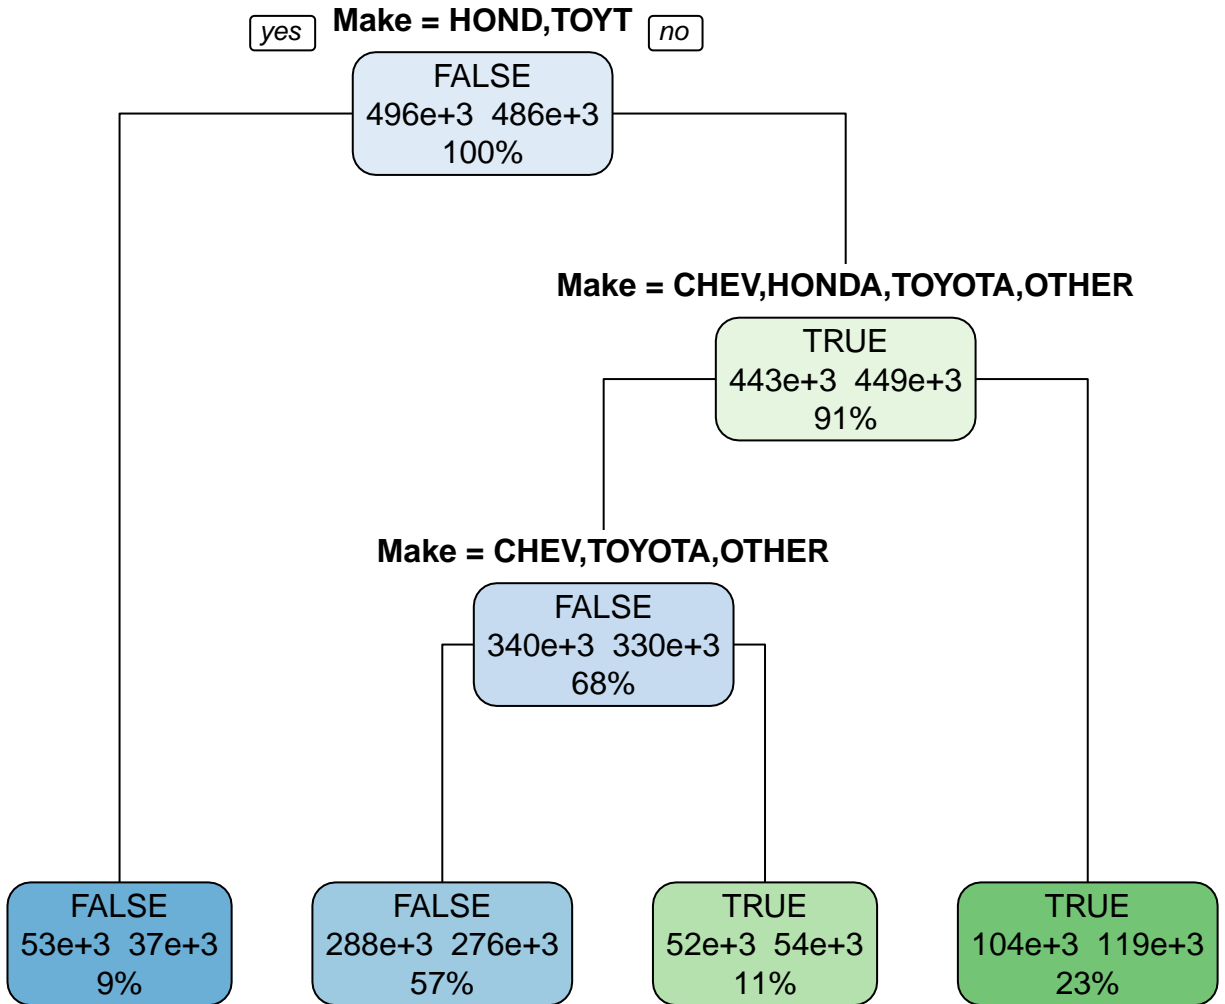 yes Make = HOND,TOYT no
FALSE
496e+3 486e+3
100%
Make = CHEV,HONDA,TOYOTA,OTHER
TRUE
443e+3 449e+3
91%
Make = CHEV,TOYOTA,OTHER
FALSE
340e+3 330e+3
68%
FALSE
53e+3 37e+3
9%
FALSE
288e+3 276e+3
57%
TRUE
52e+3 54e+3
11%
TRUE
104e+3 119e+3
23%